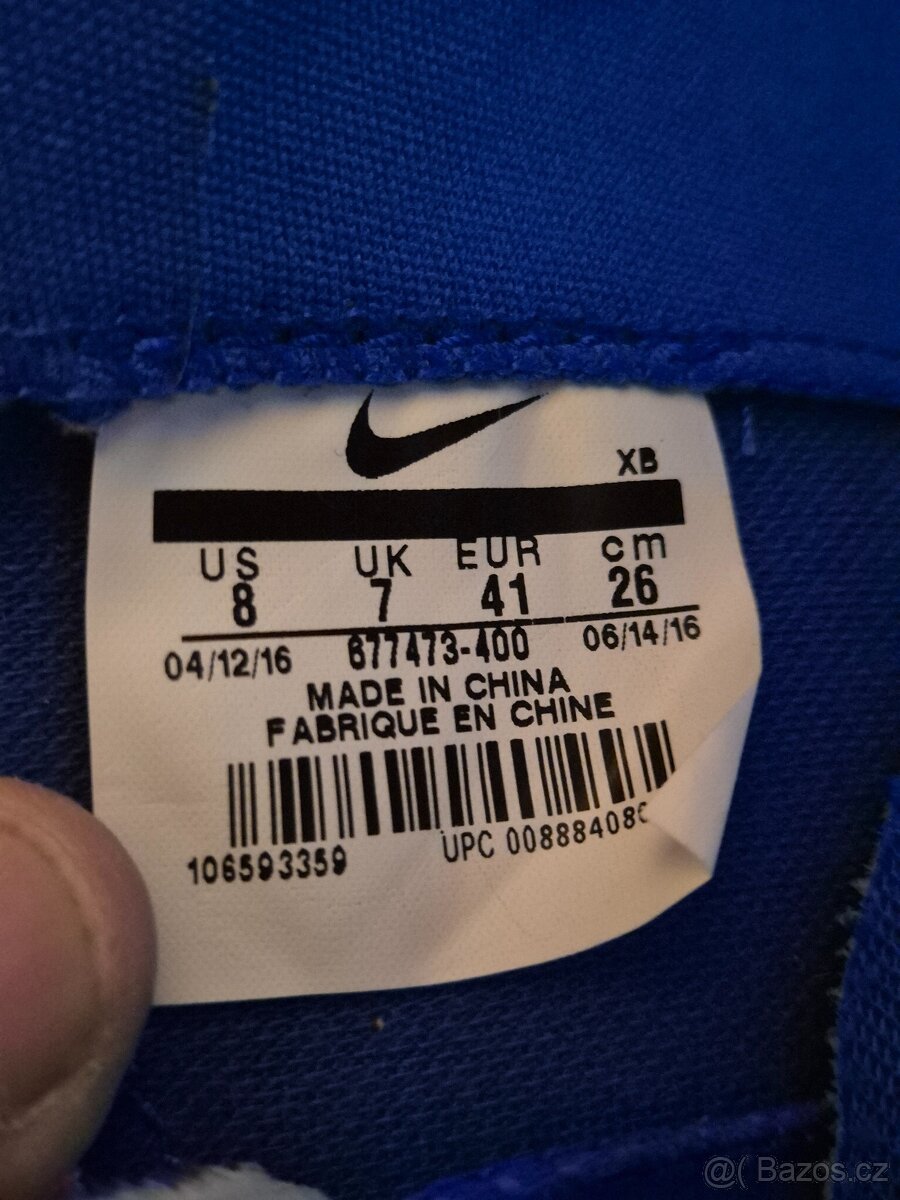 XB
US UK EUR cm
8 7 41 26
04/12/16 677473-400 06/14/16
MADE IN CHINA
FABRIQUE EN CHINE
106593359 UPC 008884086
@( Bazos.cz